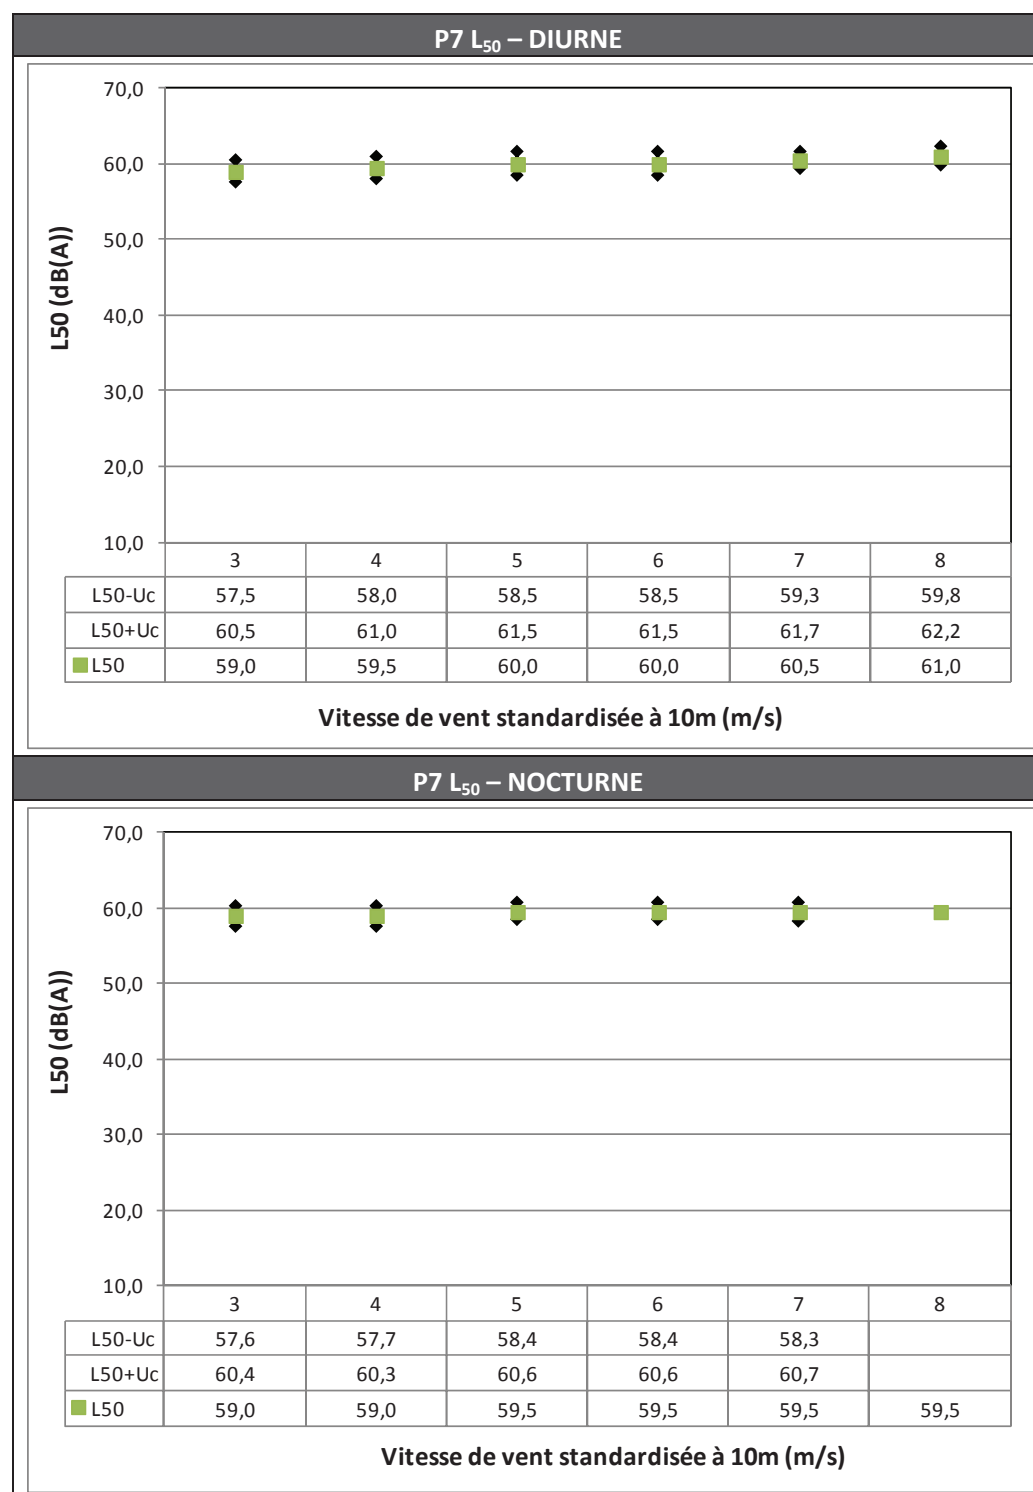 P7 L50 – DIURNE
L50 (dB(A))
70,0
60,0
50,0
40,0
30,0
20,0
10,0
3 4 5 6 7 8
L50-Uc 57,5 58,0 58,5 58,5 59,3 59,8
L50+Uc 60,5 61,0 61,5 61,5 61,7 62,2
L50 59,0 59,5 60,0 60,0 60,5 61,0
Vitesse de vent standardisée à 10m (m/s)
P7 L50 – NOCTURNE
L50 (dB(A))
70,0
60,0
50,0
40,0
30,0
20,0
10,0
3 4 5 6 7 8
L50-Uc 57,6 57,7 58,4 58,4 58,3
L50+Uc 60,4 60,3 60,6 60,6 60,7
L50 59,0 59,0 59,5 59,5 59,5 59,5
Vitesse de vent standardisée à 10m (m/s)